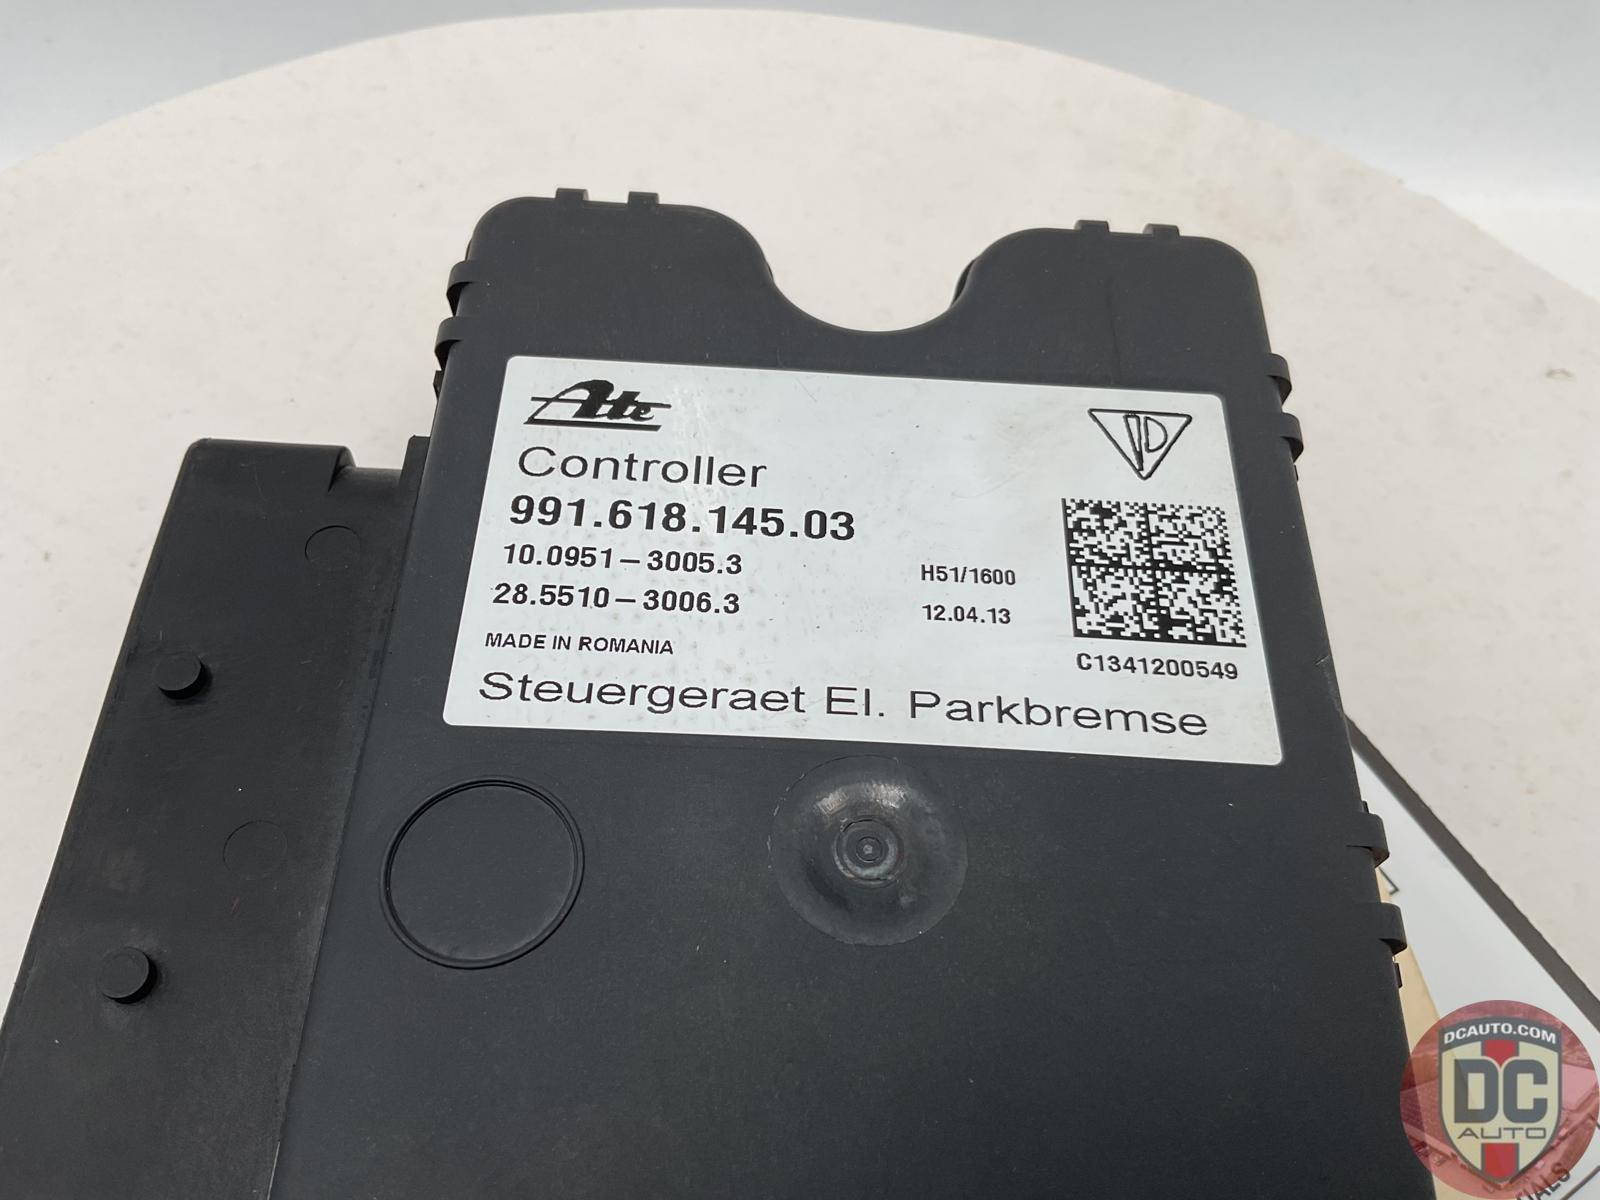 Ate
Controller
991.618.145.03
10.0951-3005.3
28.5510-3006.3
H51/1600
12.04.13
MADE IN ROMANIA
C1341200549
Steuergeraet El. Parkbremse
DCAUTO.COM
DC
AUTO